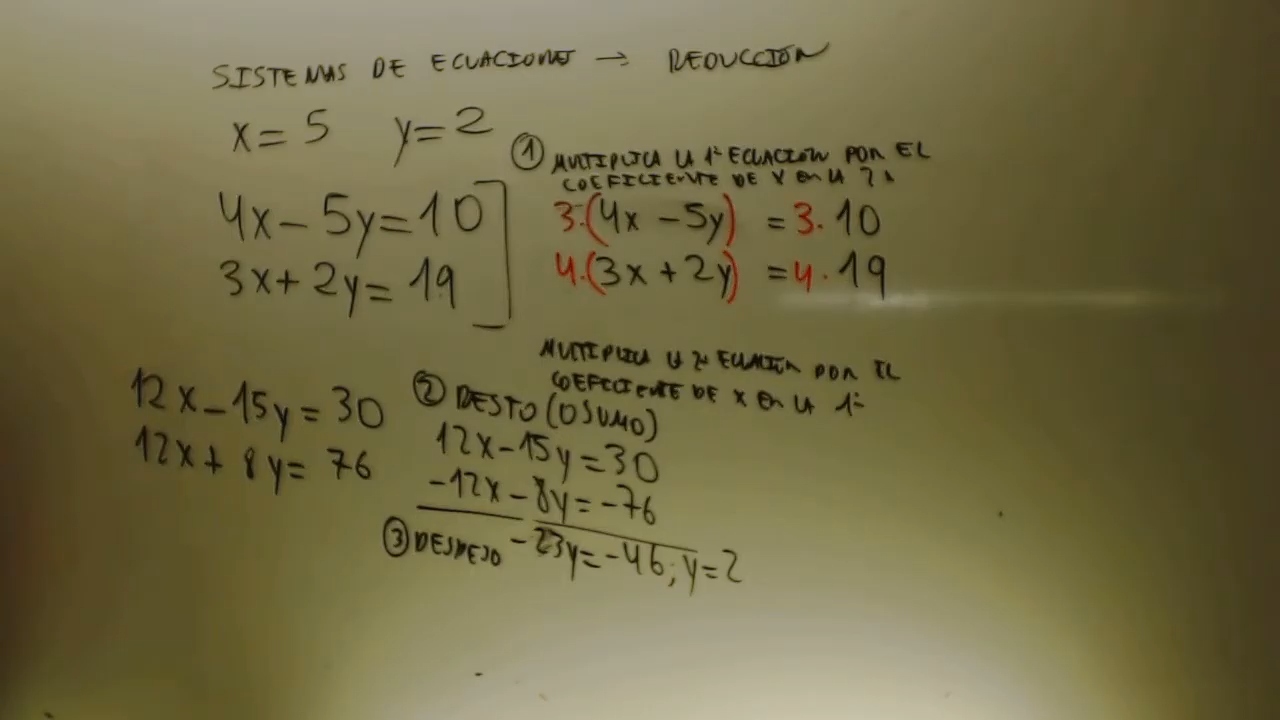 SISTEMAS DE ECUACIONES → REDUCCIÓN
x = 5 y = 2
4x - 5y = 10
3x + 2y = 19
① MULTIPLICA LA 1ª ECUACIÓN POR EL
COEFICIENTE DE X EN LA 2ª
3·(4x - 5y) = 3·10
4·(3x + 2y) = 4·19
MULTIPLICA LA 2ª ECUACIÓN POR EL
COEFICIENTE DE X EN LA 1ª
12x - 15y = 30
12x + 8y = 76
② RESTO (O SUMO)
12x - 15y = 30
-12x - 8y = -76
③ DESPEJO -23y = -46; y = 2